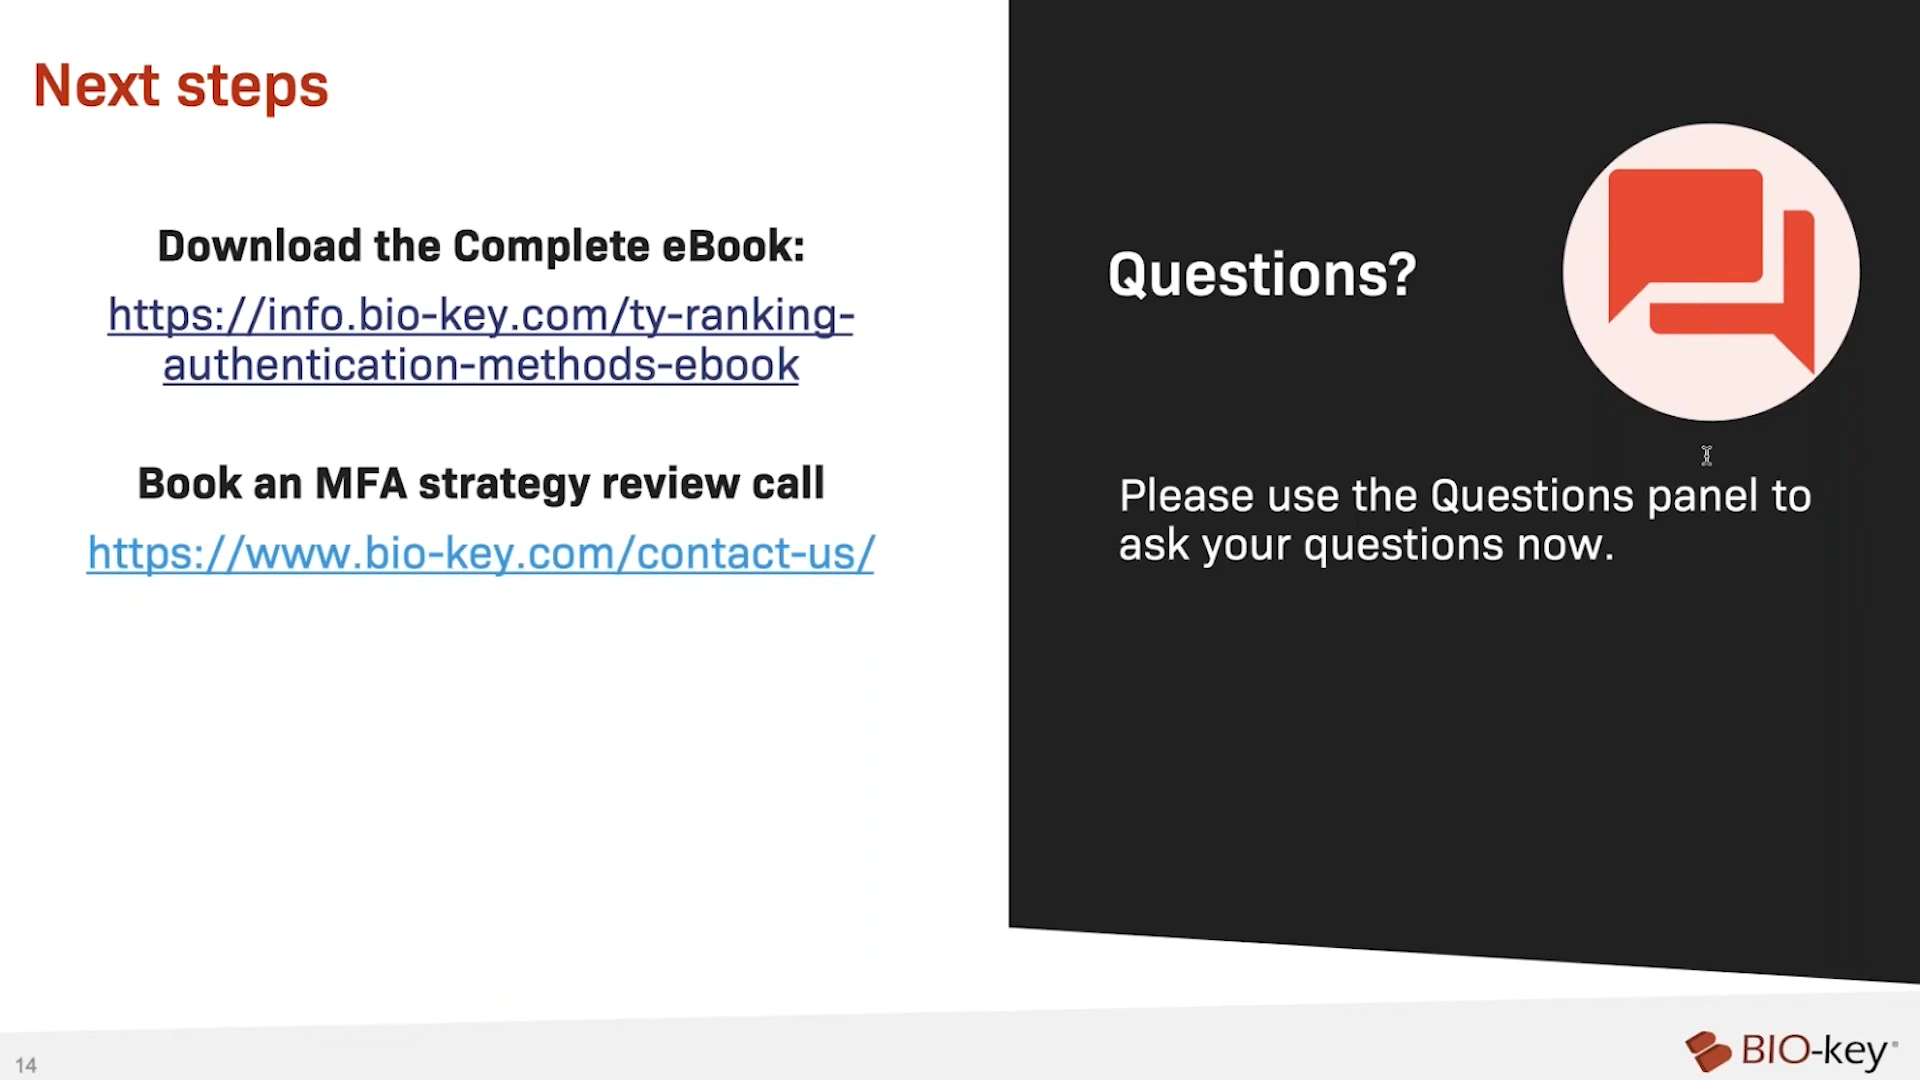 Next steps
Download the Complete eBook:
https://info.bio-key.com/ty-ranking-
authentication-methods-ebook
Book an MFA strategy review call
https://www.bio-key.com/contact-us/
Questions?
Please use the Questions panel to
ask your questions now.
14
BIO-key®